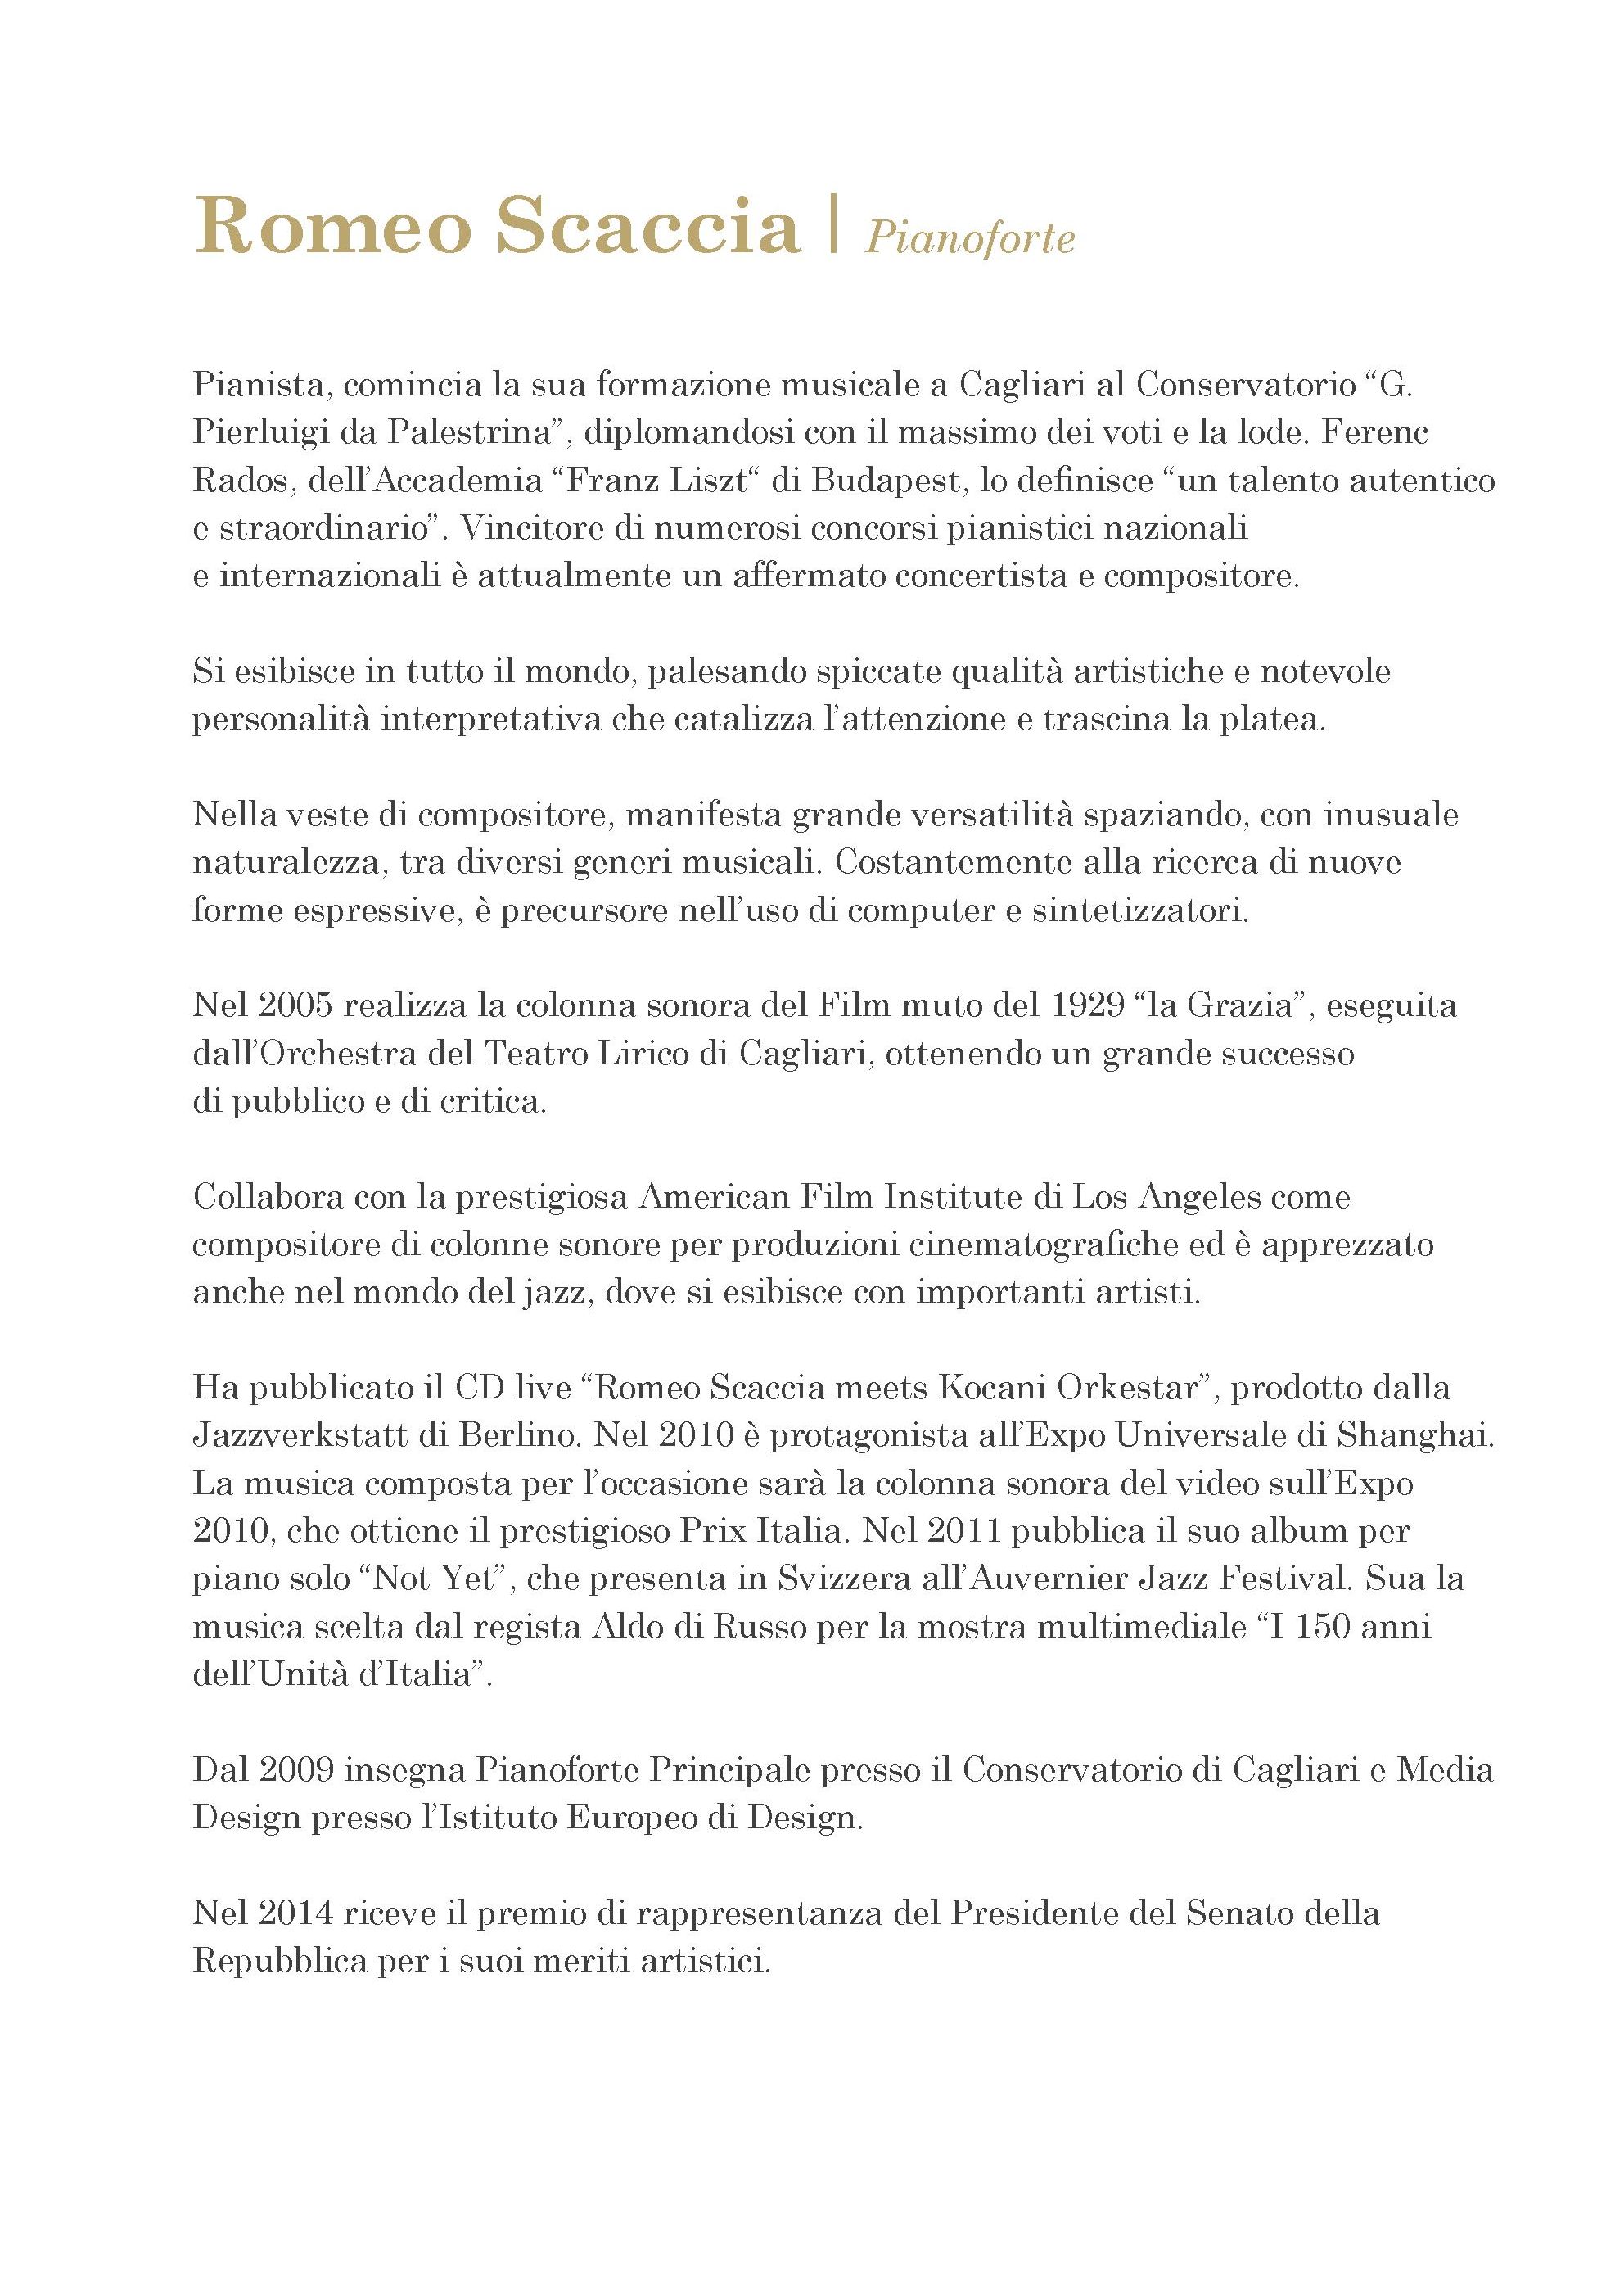 Romeo Scaccia | Pianoforte
Pianista, comincia la sua formazione musicale a Cagliari al Conservatorio “G.
Pierluigi da Palestrina”, diplomandosi con il massimo dei voti e la lode. Ferenc
Rados, dell’Accademia “Franz Liszt“ di Budapest, lo definisce “un talento autentico
e straordinario”. Vincitore di numerosi concorsi pianistici nazionali
e internazionali è attualmente un affermato concertista e compositore.
Si esibisce in tutto il mondo, palesando spiccate qualità artistiche e notevole
personalità interpretativa che catalizza l’attenzione e trascina la platea.
Nella veste di compositore, manifesta grande versatilità spaziando, con inusuale
naturalezza, tra diversi generi musicali. Costantemente alla ricerca di nuove
forme espressive, è precursore nell’uso di computer e sintetizzatori.
Nel 2005 realizza la colonna sonora del Film muto del 1929 “la Grazia”, eseguita
dall’Orchestra del Teatro Lirico di Cagliari, ottenendo un grande successo
di pubblico e di critica.
Collabora con la prestigiosa American Film Institute di Los Angeles come
compositore di colonne sonore per produzioni cinematografiche ed è apprezzato
anche nel mondo del jazz, dove si esibisce con importanti artisti.
Ha pubblicato il CD live “Romeo Scaccia meets Kocani Orkestar”, prodotto dalla
Jazzverkstatt di Berlino. Nel 2010 è protagonista all’Expo Universale di Shanghai.
La musica composta per l’occasione sarà la colonna sonora del video sull’Expo
2010, che ottiene il prestigioso Prix Italia. Nel 2011 pubblica il suo album per
piano solo “Not Yet”, che presenta in Svizzera all’Auvernier Jazz Festival. Sua la
musica scelta dal regista Aldo di Russo per la mostra multimediale “I 150 anni
dell’Unità d’Italia”.
Dal 2009 insegna Pianoforte Principale presso il Conservatorio di Cagliari e Media
Design presso l’Istituto Europeo di Design.
Nel 2014 riceve il premio di rappresentanza del Presidente del Senato della
Repubblica per i suoi meriti artistici.